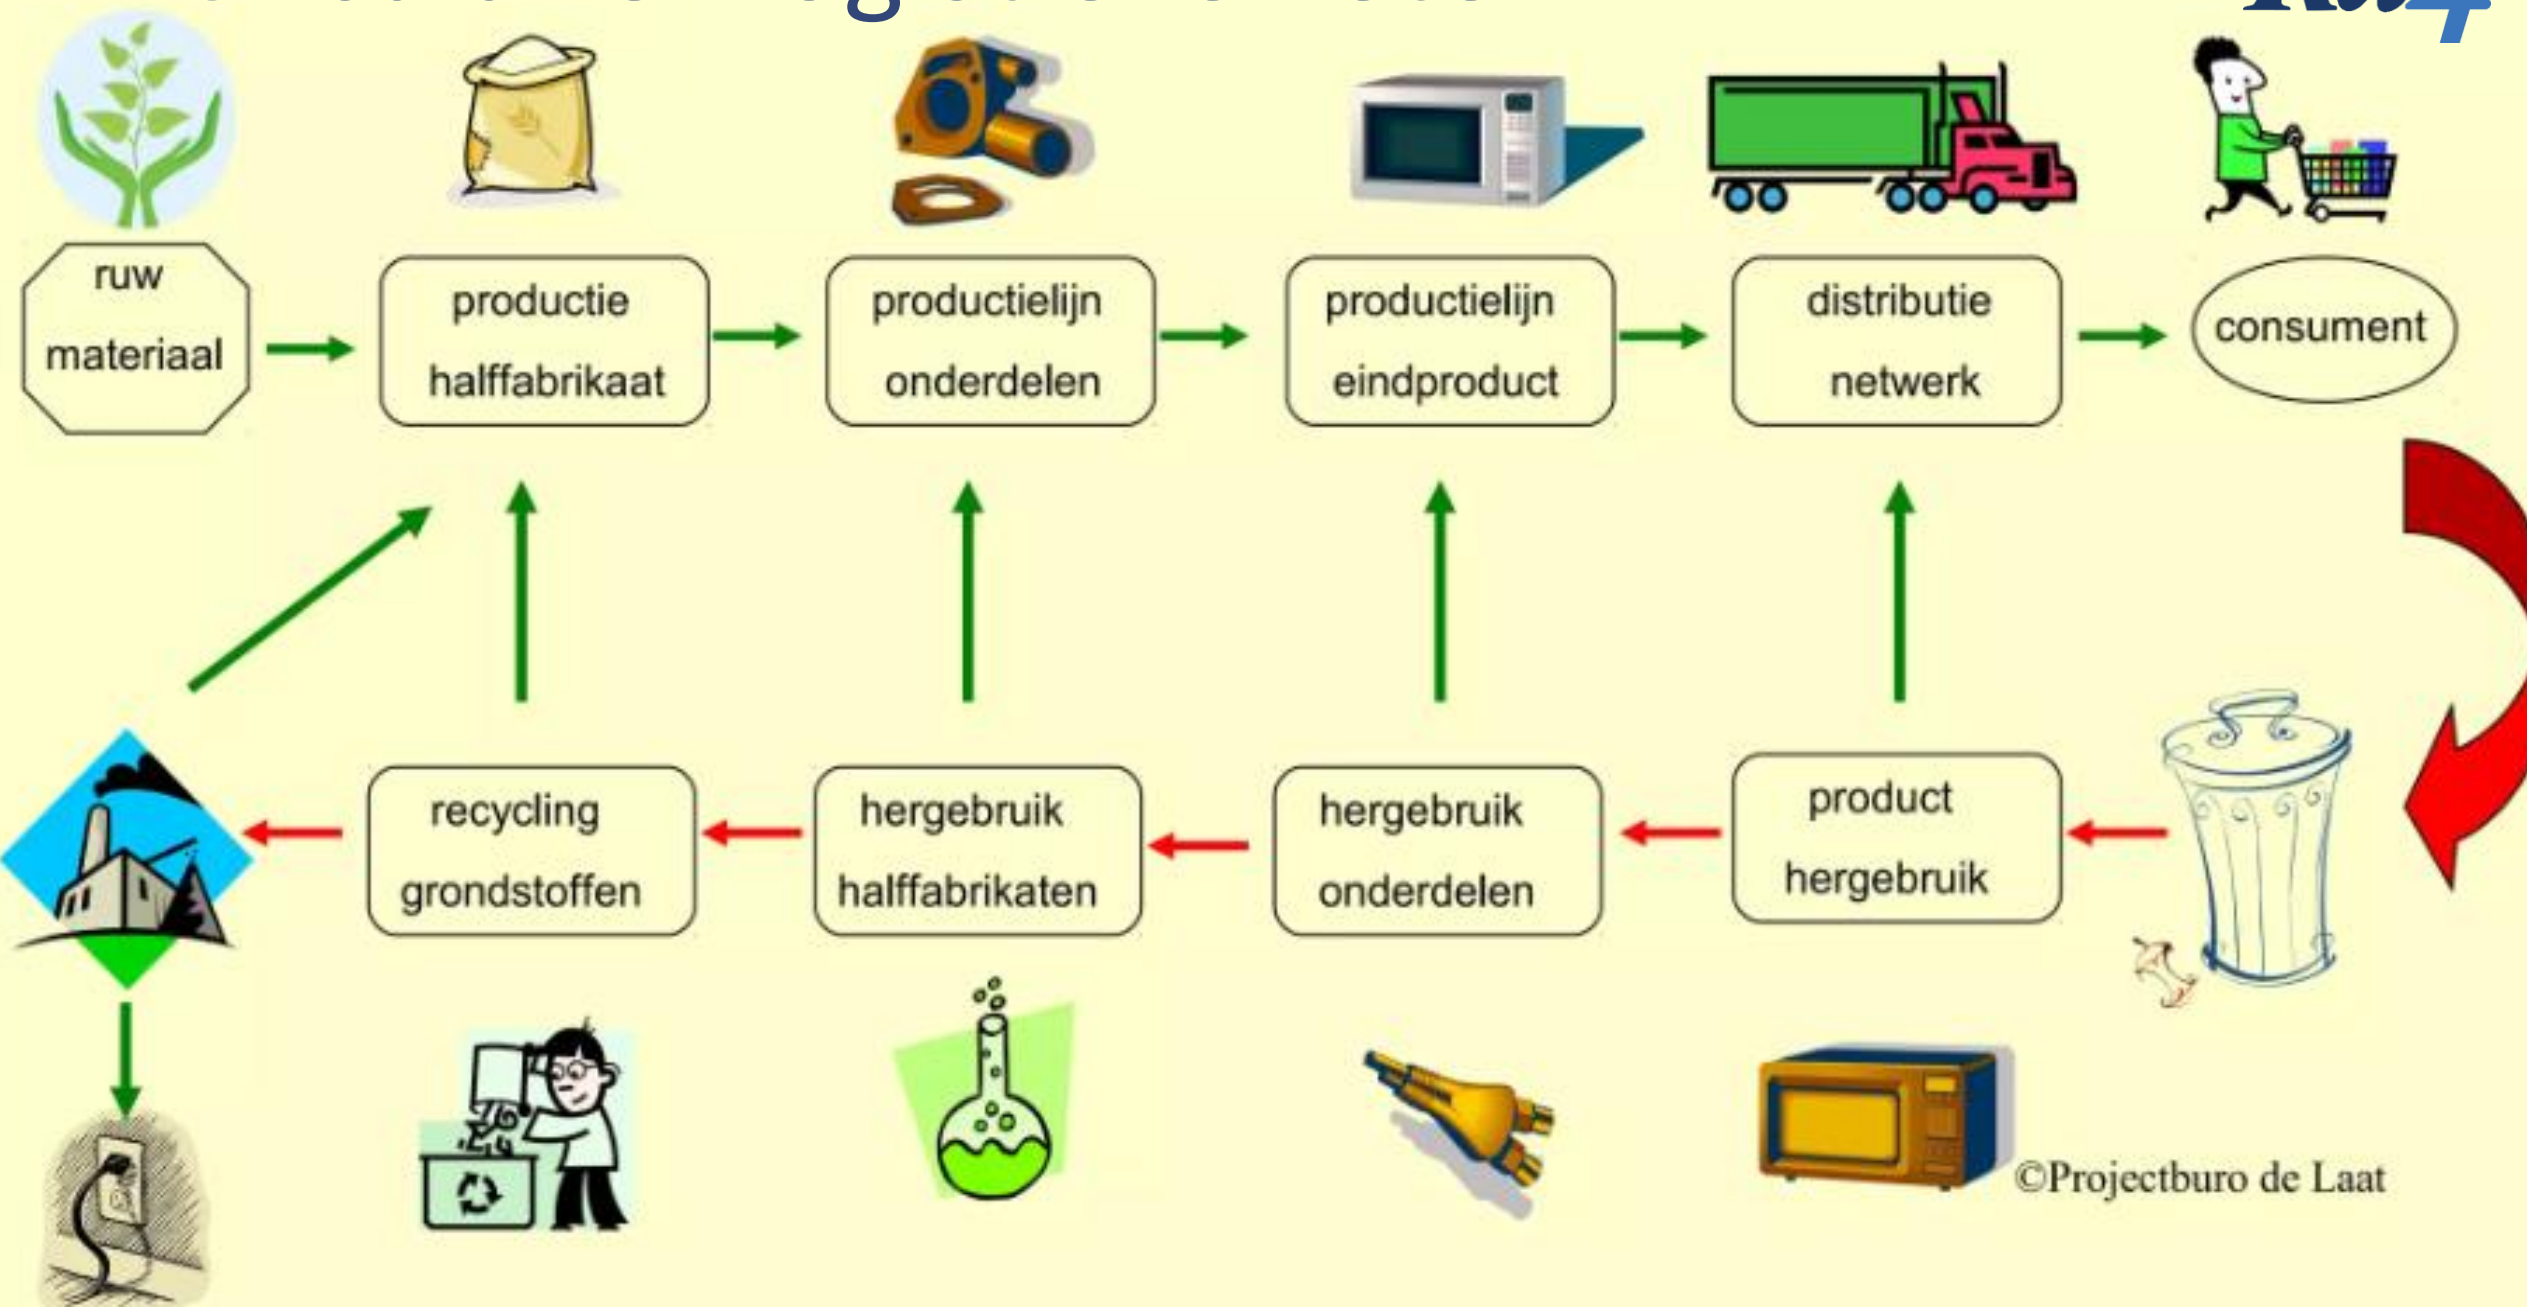 ruw
materiaal
productie
halffabrikaat
productielijn
onderdelen
productielijn
eindproduct
distributie
netwerk
consument
recycling
grondstoffen
hergebruik
halffabrikaten
hergebruik
onderdelen
product
hergebruik
©Projectburo de Laat